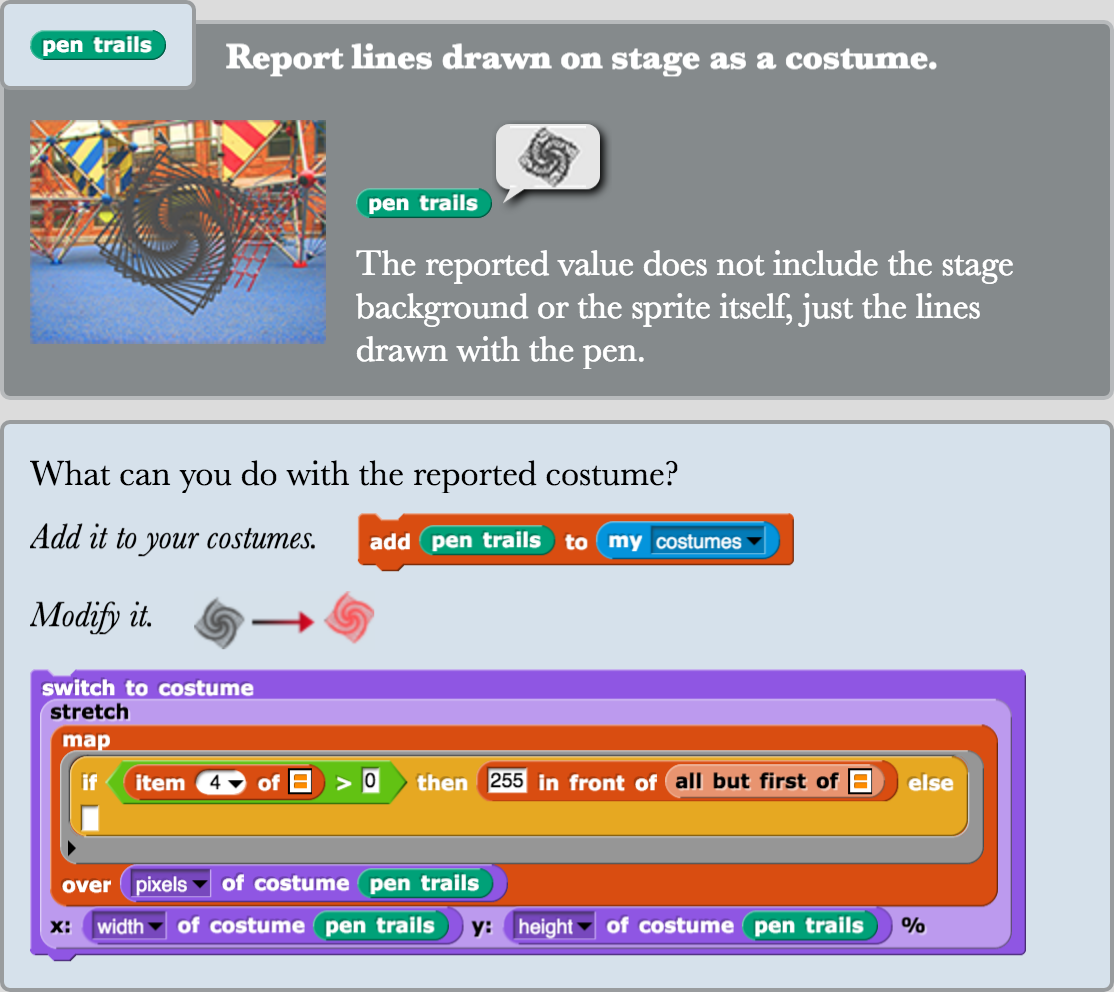 pen trails
Report lines drawn on stage as a costume.
pen trails
The reported value does not include the stage
background or the sprite itself, just the lines
drawn with the pen.
What can you do with the reported costume?
Add it to your costumes.
add pen trails to my costumes
Modify it.
switch to costume
stretch
map
if item 4 of > 0 then 255 in front of all but first of else
over pixels of costume pen trails
x: width of costume pen trails y: height of costume pen trails %